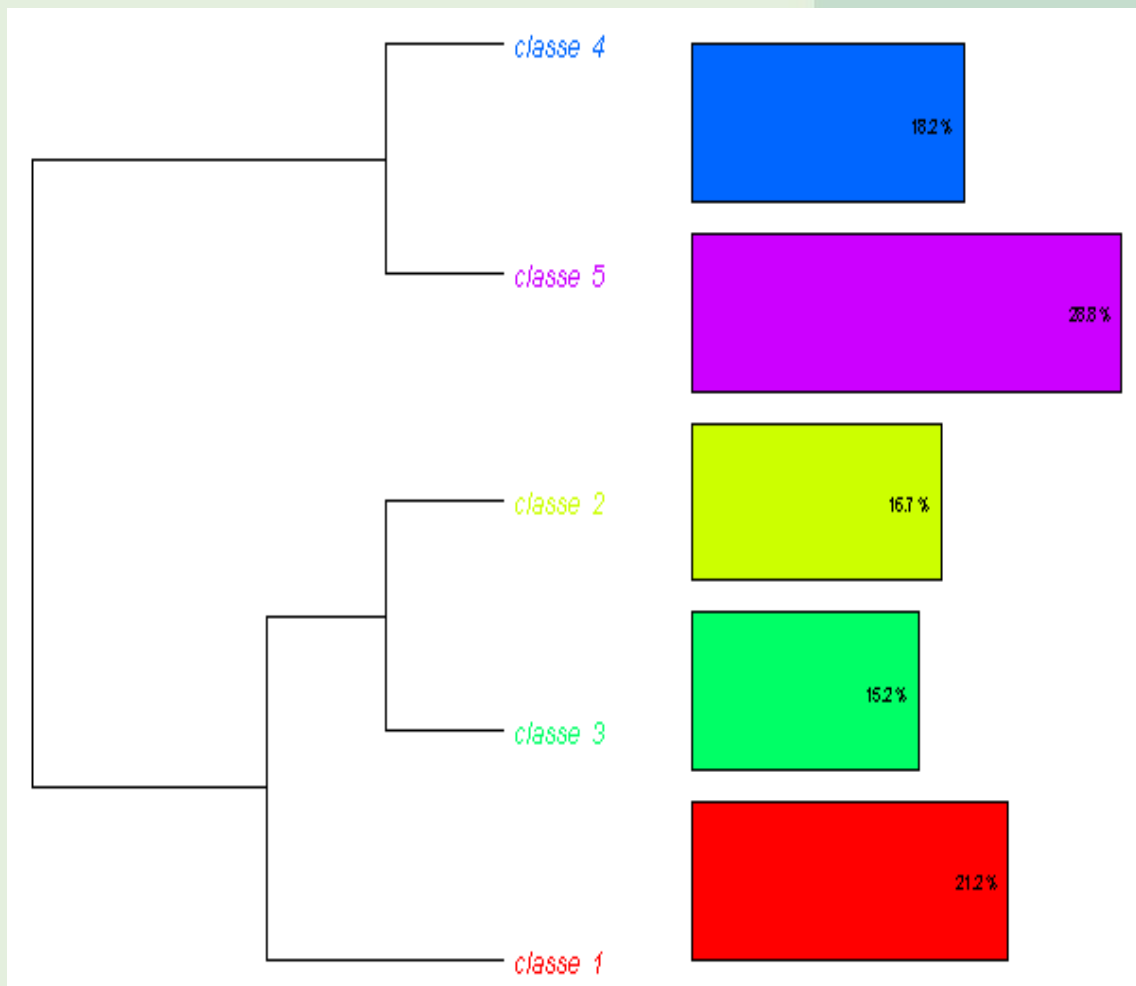 classe 4
18.2 %
classe 5
28.8 %
classe 2
16.7 %
classe 3
15.2 %
21.2 %
classe 1